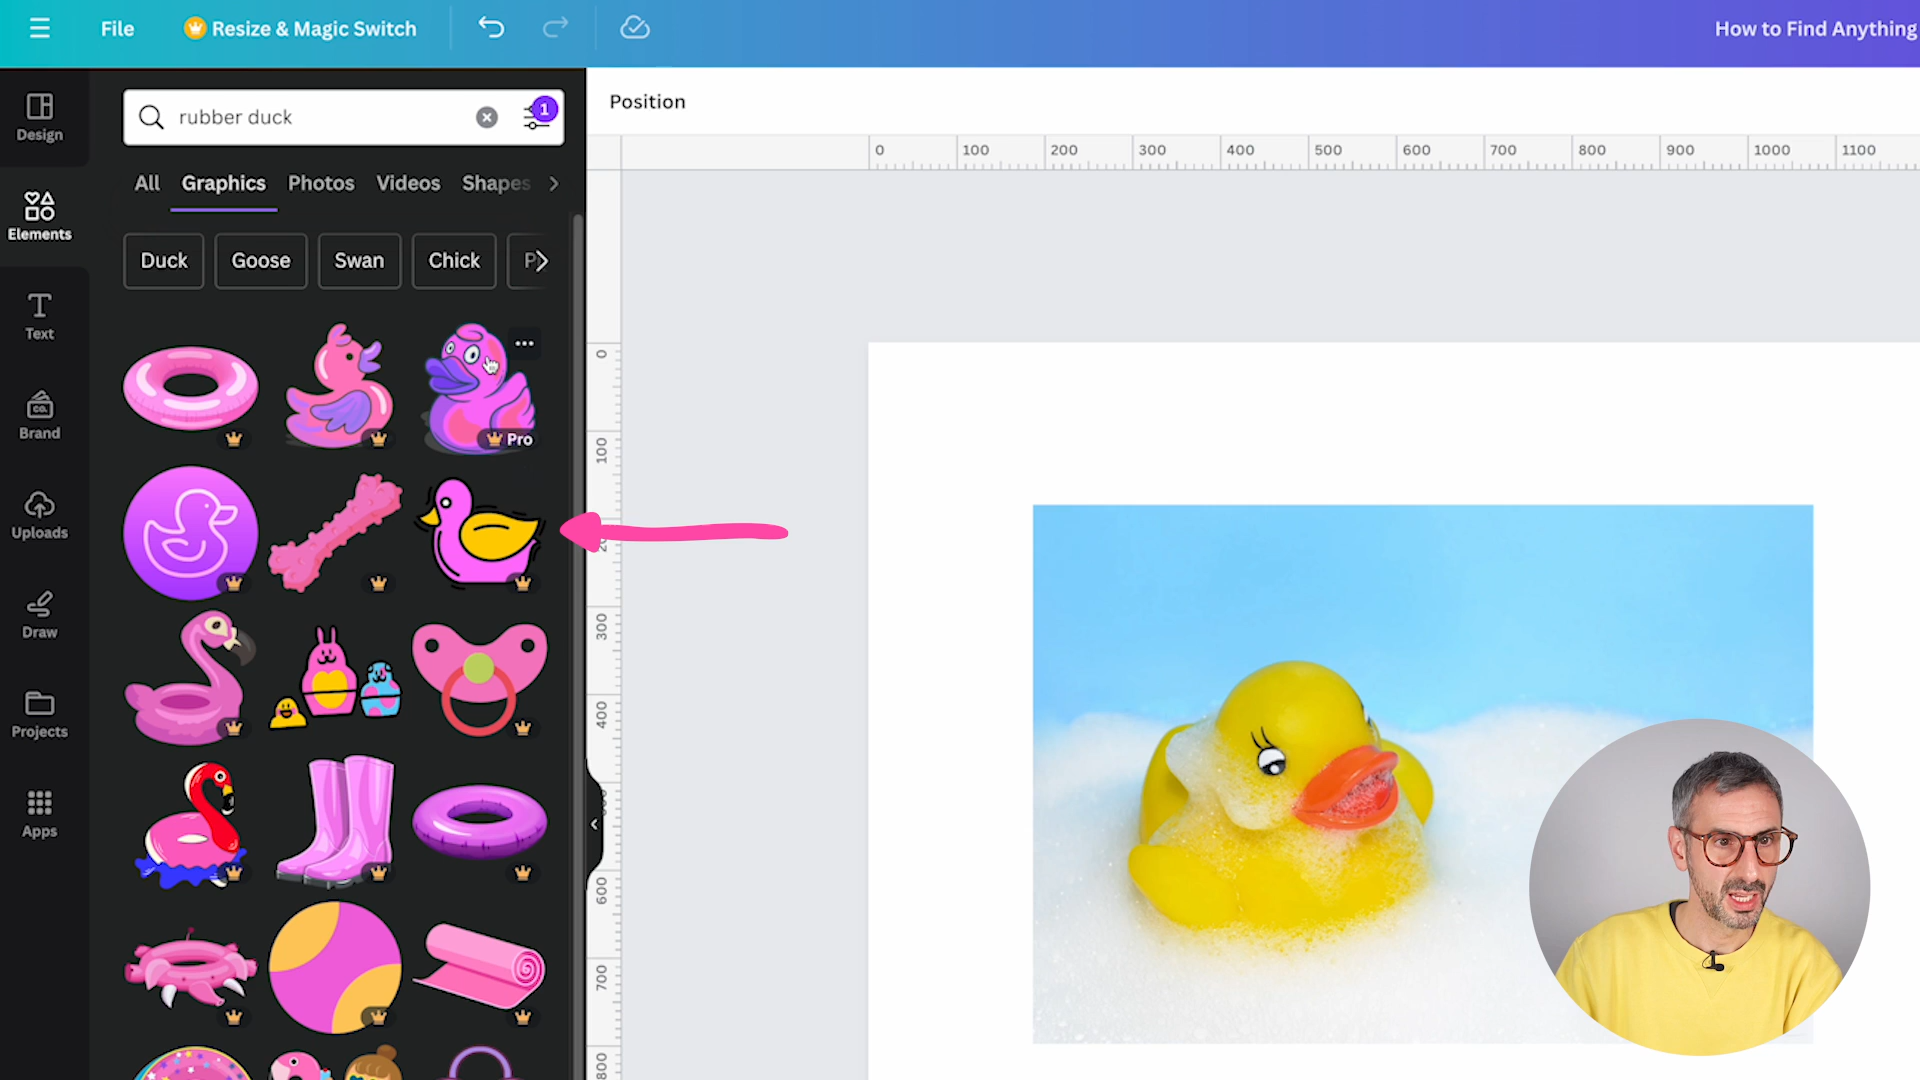 File
Resize & Magic Switch
How to Find Anything
Design
Elements
Text
Brand
Uploads
Draw
Projects
Apps
rubber duck
1
All Graphics Photos Videos Shapes
Duck Goose Swan Chick P
Pro
CO.
Position
0 100 200 300 400 500 600 700 800 900 1000 1100
0
100
300
400
600
700
800